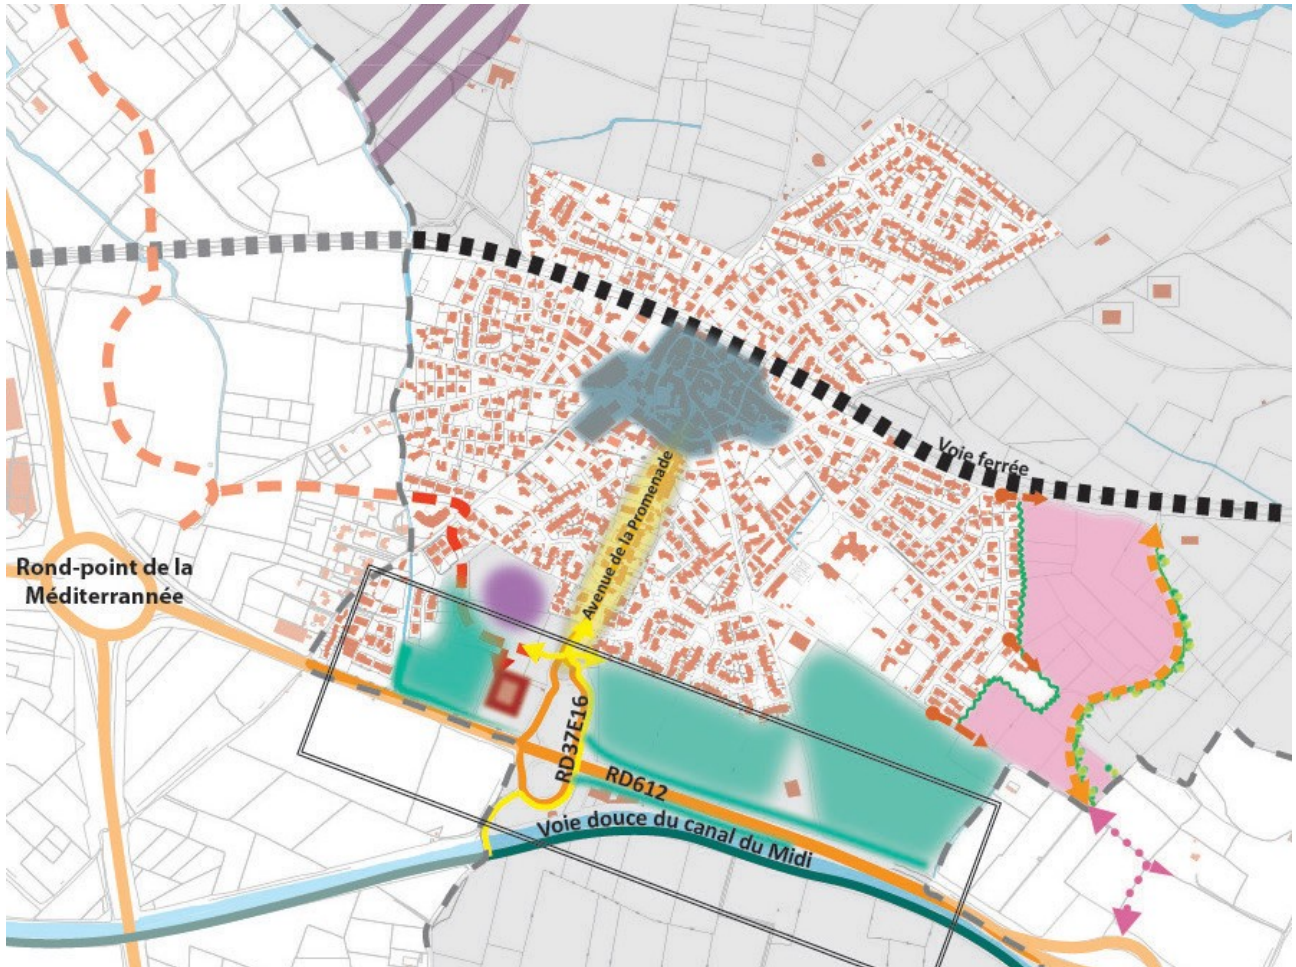 Voie ferrée
Avenue de la Promenade
Rond-point de la
Méditerrannée
RD37E16
RD612
Voie douce du canal du Midi